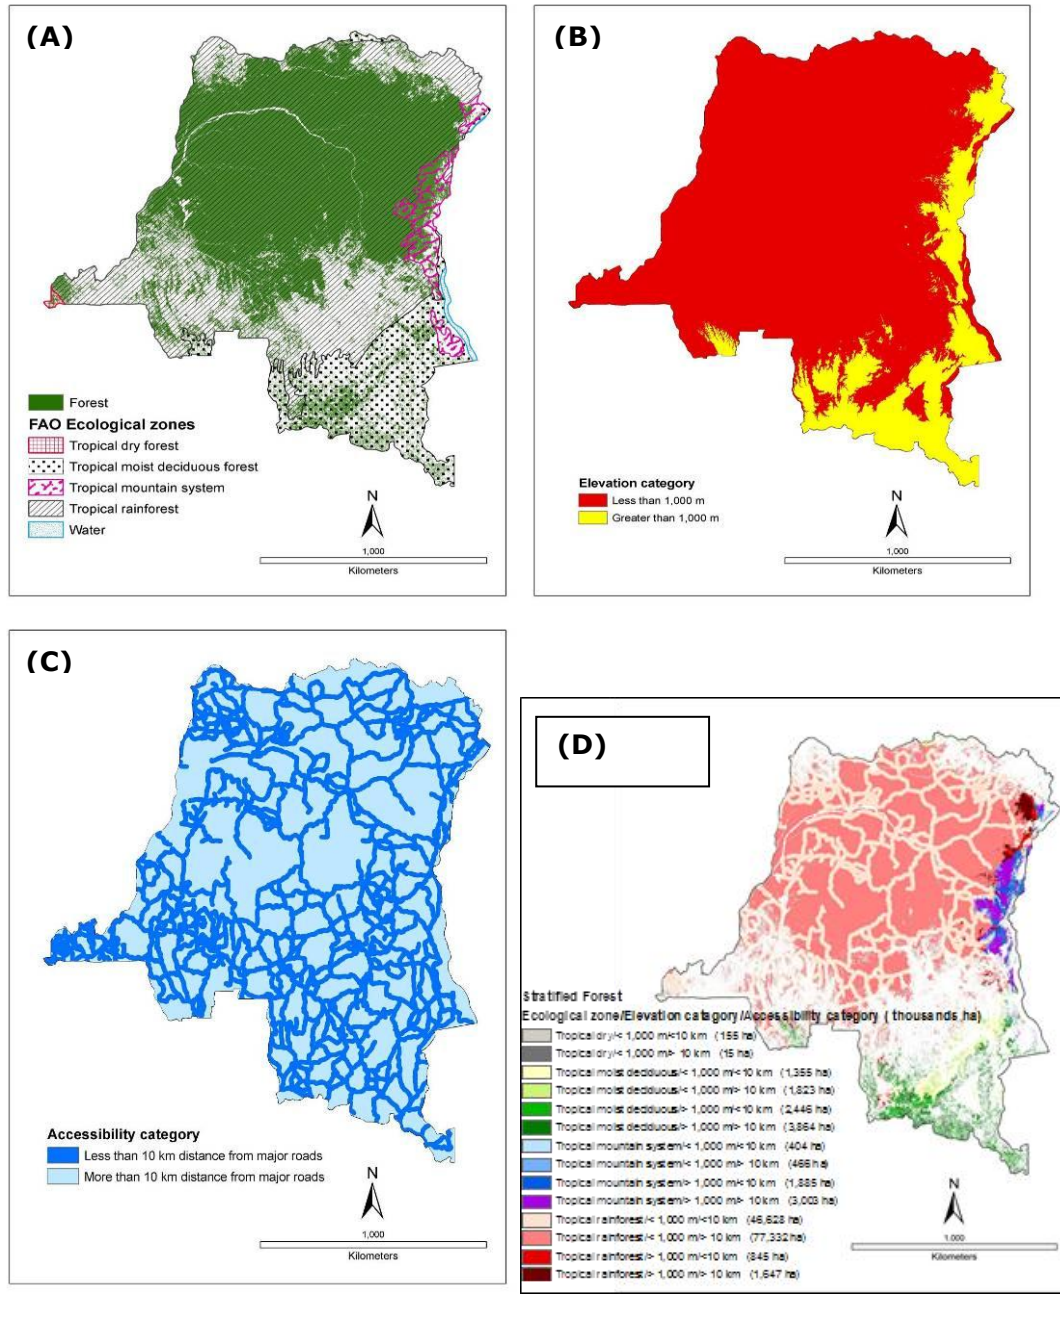 (A)
Forest
FAO Ecological zones
Tropical dry forest
Tropical moist deciduous forest
Tropical mountain system
Tropical rainforest
Water
N
1,000
Kilometers
(B)
Elevation category
Less than 1,000 m
Greater than 1,000 m
N
1,000
Kilometers
(C)
Accessibility category
Less than 10 km distance from major roads
More than 10 km distance from major roads
N
1,000
Kilometers
(D)
Stratified Forest
Ecological zone/Elevation catagory/Accessibility category ( thousands ha)
Tropical dry/< 1,000 m/<10 km (155 ha)
Tropical dry/< 1,000 m/> 10 km (15 ha)
Tropical moist deciduous/< 1,000 m/<10 km (1,355 ha)
Tropical moist deciduous/< 1,000 m/> 10 km (1,823 ha)
Tropical moist deciduous/> 1,000 m/<10 km (2,446 ha)
Tropical moist deciduous/> 1,000 m/> 10 km (3,864 ha)
Tropical mountain system/< 1,000 m/<10 km (404 ha)
Tropical mountain system/< 1,000 m/> 10 km (466 ha)
Tropical mountain system/> 1,000 m/<10 km (1,885 ha)
Tropical mountain system/> 1,000 m/> 10 km (3,003 ha)
Tropical rainforest/< 1,000 m/<10 km (46,628 ha)
Tropical rainforest/< 1,000 m/> 10 km (77,332 ha)
Tropical rainforest/> 1,000 m/<10 km (845 ha)
Tropical rainforest/> 1,000 m/> 10 km (1,647 ha)
N
1,000
Kilometers